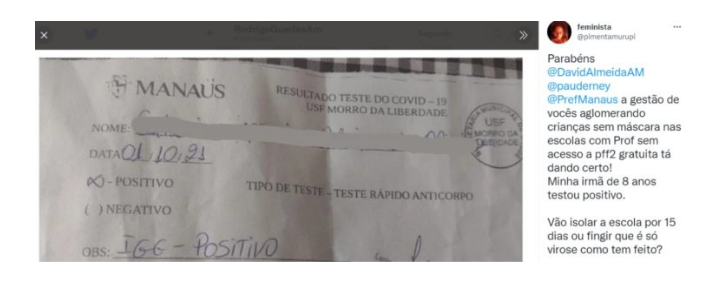 MANAUS
RESULTADO TESTE DO COVID – 19
USF MORRO DA LIBERDADE
NOME:
DATA 01, 10, 21
(X) - POSITIVO
TIPO DE TESTE – TESTE RÁPIDO ANTICORPO
( ) NEGATIVO
OBS: IGG - POSITIVO
USF
MORRO DA
LIBERDADE
feminista
@pimentamurupi
Parabéns
@DavidAlmeidaAM
@pauderney
@PrefManaus a gestão de
vocês aglomerando
crianças sem máscara nas
escolas com Prof sem
acesso a pff2 gratuita tá
dando certo!
Minha irmã de 8 anos
testou positivo.
Vão isolar a escola por 15
dias ou fingir que é só
virose como tem feito?